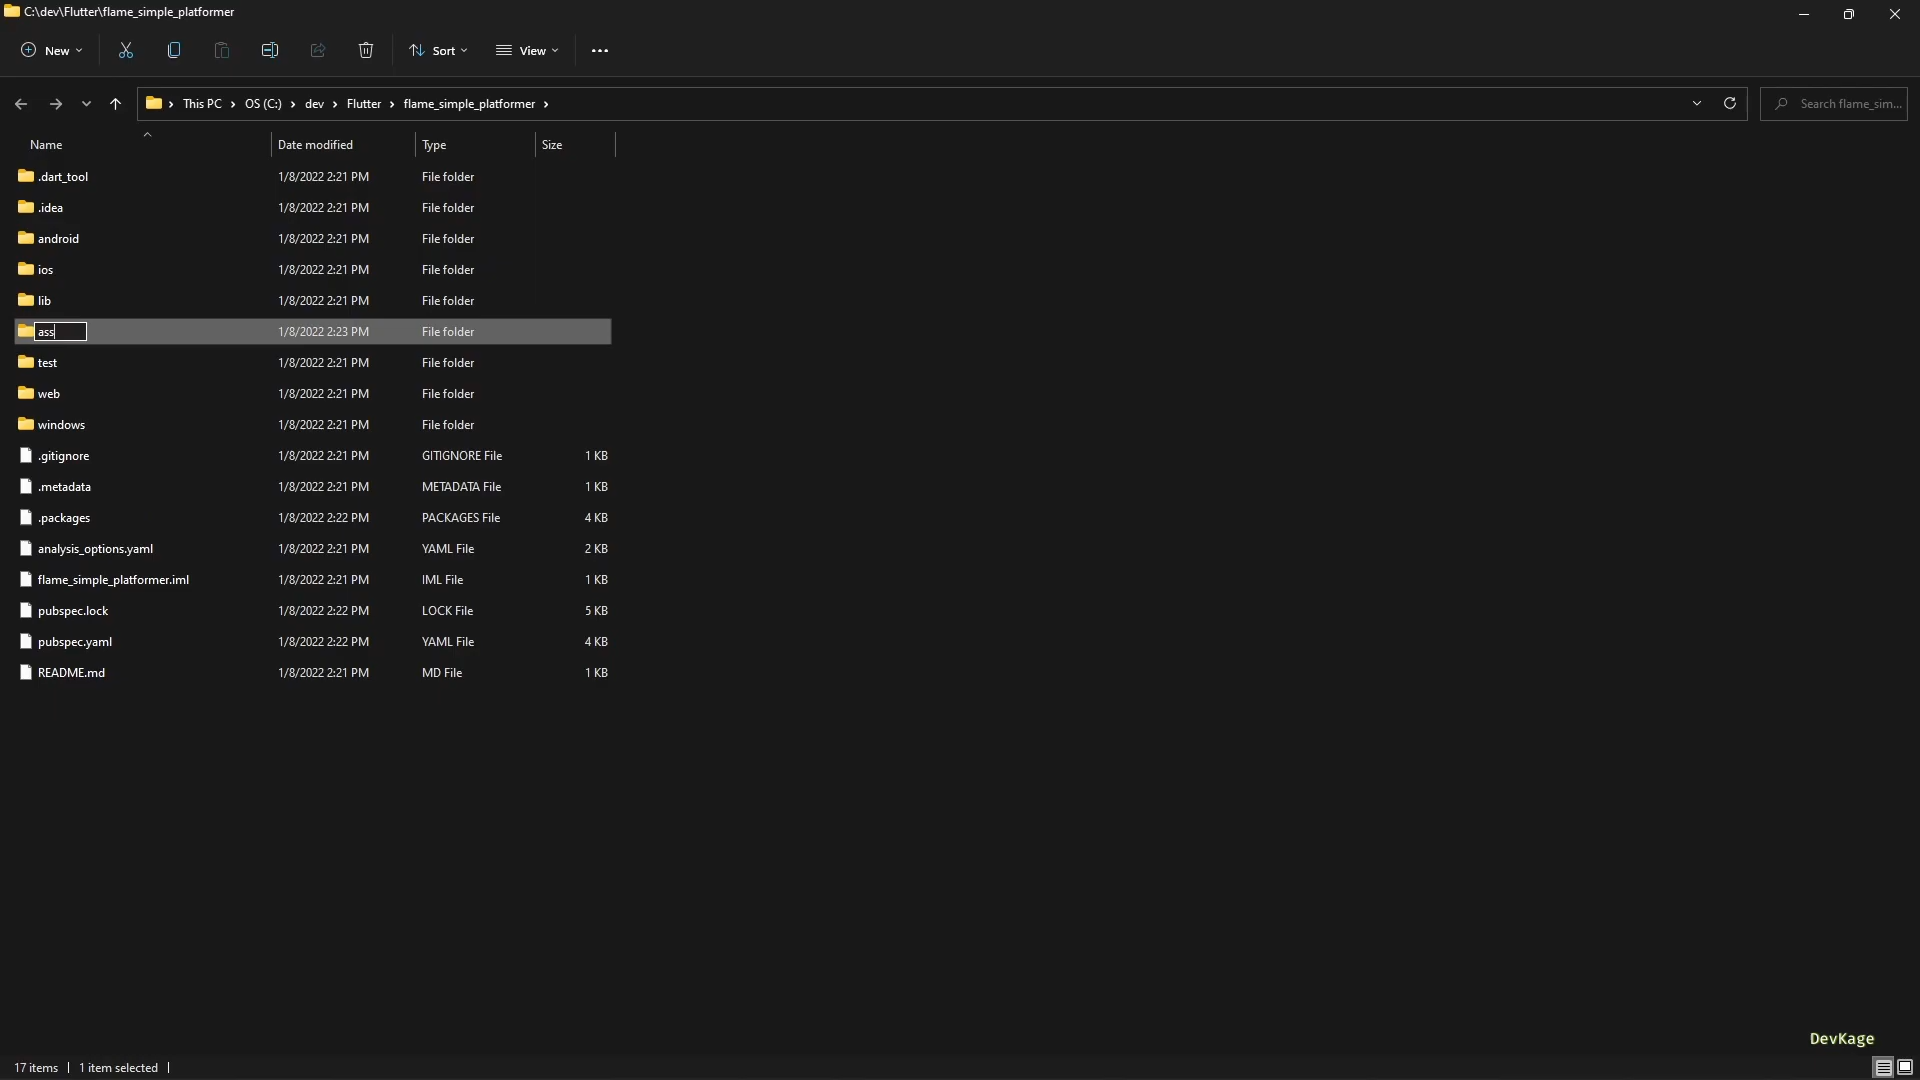 C:\dev\Flutter\flame_simple_platformer
New Sort View
This PC OS (C:) dev Flutter flame_simple_platformer Search flame_sim...
Name Date modified Type Size
.dart_tool 1/8/2022 2:21 PM File folder
.idea 1/8/2022 2:21 PM File folder
android 1/8/2022 2:21 PM File folder
ios 1/8/2022 2:21 PM File folder
lib 1/8/2022 2:21 PM File folder
ass 1/8/2022 2:23 PM File folder
test 1/8/2022 2:21 PM File folder
web 1/8/2022 2:21 PM File folder
windows 1/8/2022 2:21 PM File folder
.gitignore 1/8/2022 2:21 PM GITIGNORE File 1 KB
.metadata 1/8/2022 2:21 PM METADATA File 1 KB
.packages 1/8/2022 2:22 PM PACKAGES File 4 KB
analysis_options.yaml 1/8/2022 2:21 PM YAML File 2 KB
flame_simple_platformer.iml 1/8/2022 2:21 PM IML File 1 KB
pubspec.lock 1/8/2022 2:22 PM LOCK File 5 KB
pubspec.yaml 1/8/2022 2:22 PM YAML File 4 KB
README.md 1/8/2022 2:21 PM MD File 1 KB
DevKage
17 items 1 item selected